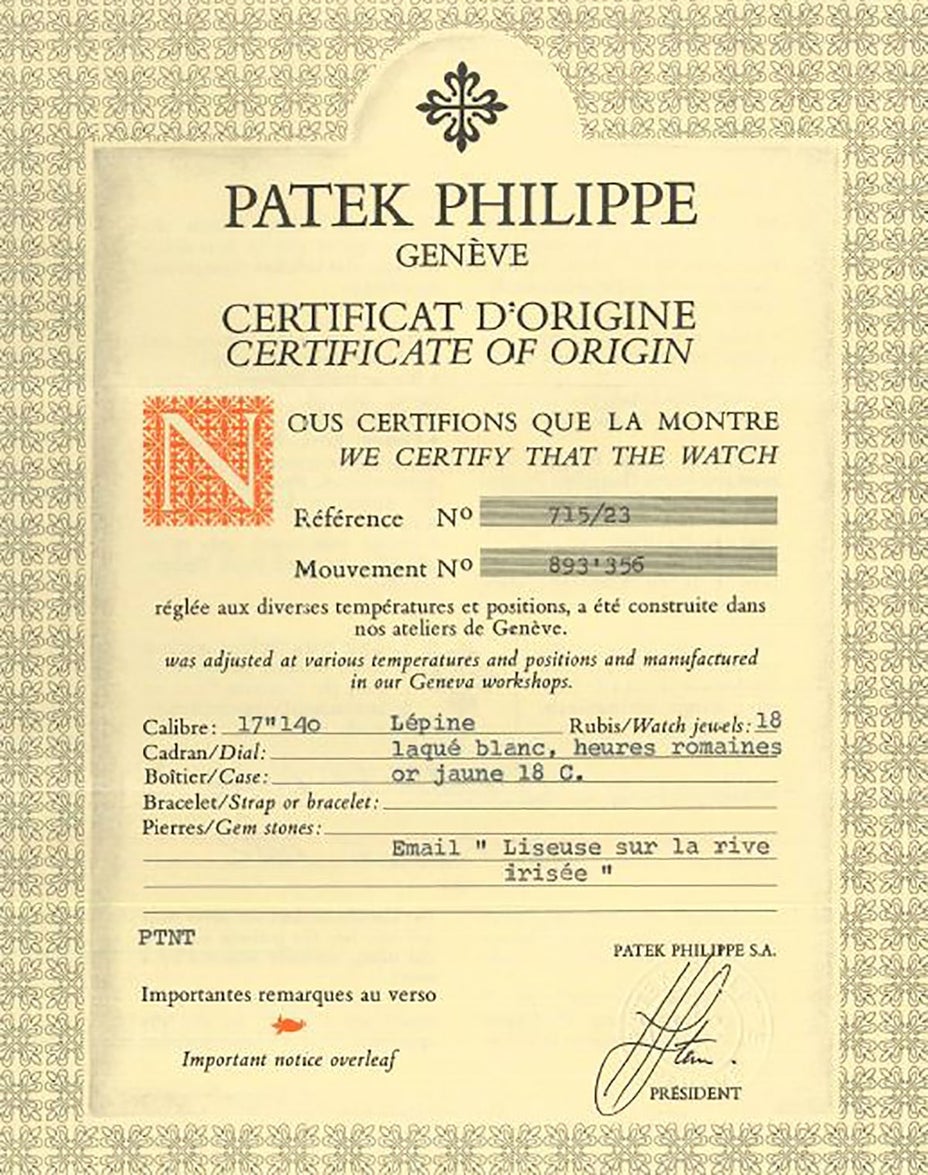 PATEK PHILIPPE
GENÈVE
CERTIFICAT D'ORIGINE
CERTIFICATE OF ORIGIN
NOUS CERTIFIONS QUE LA MONTRE
WE CERTIFY THAT THE WATCH
Référence Nº 715/23
Mouvement Nº 893'356
réglée aux diverses températures et positions, a été construite dans
nos ateliers de Genève.
was adjusted at various temperatures and positions and manufactured
in our Geneva workshops.
Calibre: 17"'140 Lépine Rubis/Watch jewels: 18
Cadran/Dial: laqué blanc, heures romaines
Boîtier/Case: or jaune 18 C.
Bracelet/Strap or bracelet:
Pierres/Gem stones:
Email " Liseuse sur la rive
irisée "
PTNT
PATEK PHILIPPE S.A.
Importantes remarques au verso
Important notice overleaf
PRÉSIDENT